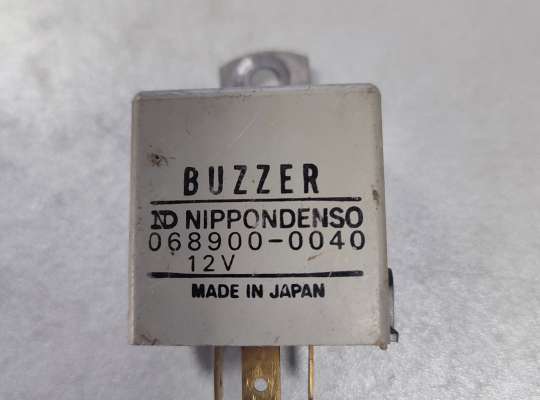 BUZZER
ND NIPPONDENSO
068900-0040
12V
MADE IN JAPAN